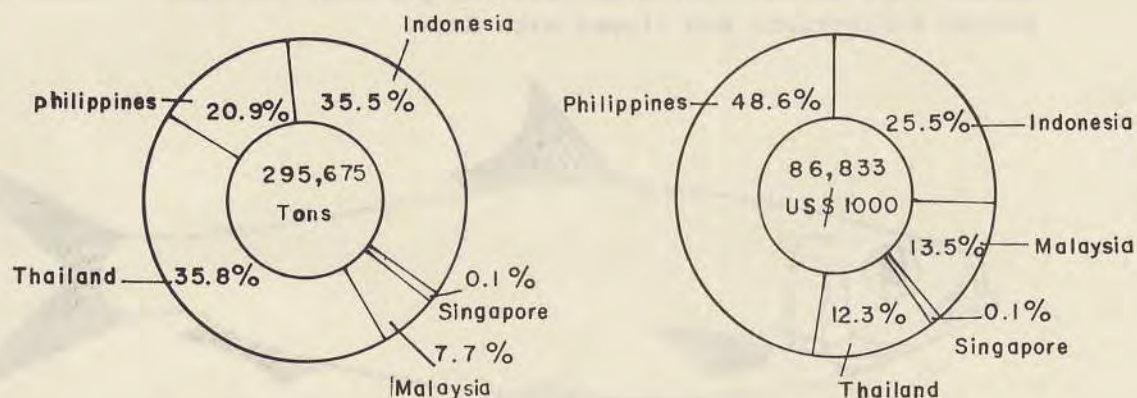 Indonesia
philippines
20.9%
35.5%
295,675
Tons
Thailand
35.8%
0.1%
Singapore
7.7%
Malaysia
Philippines
48.6%
25.5%
Indonesia
86,833
US$ 1000
13.5%
Malaysia
12.3%
0.1%
Singapore
Thailand